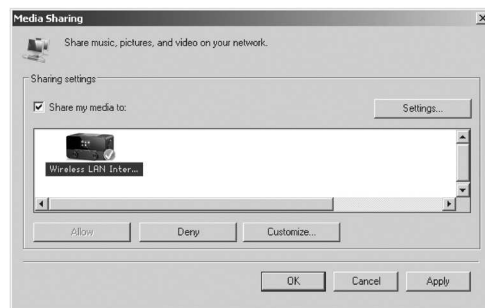 Media Sharing
Share music, pictures, and video on your network.
Sharing settings
Share my media to:
Settings...
Wireless LAN Inter...
Allow
Deny
Customize...
OK
Cancel
Apply